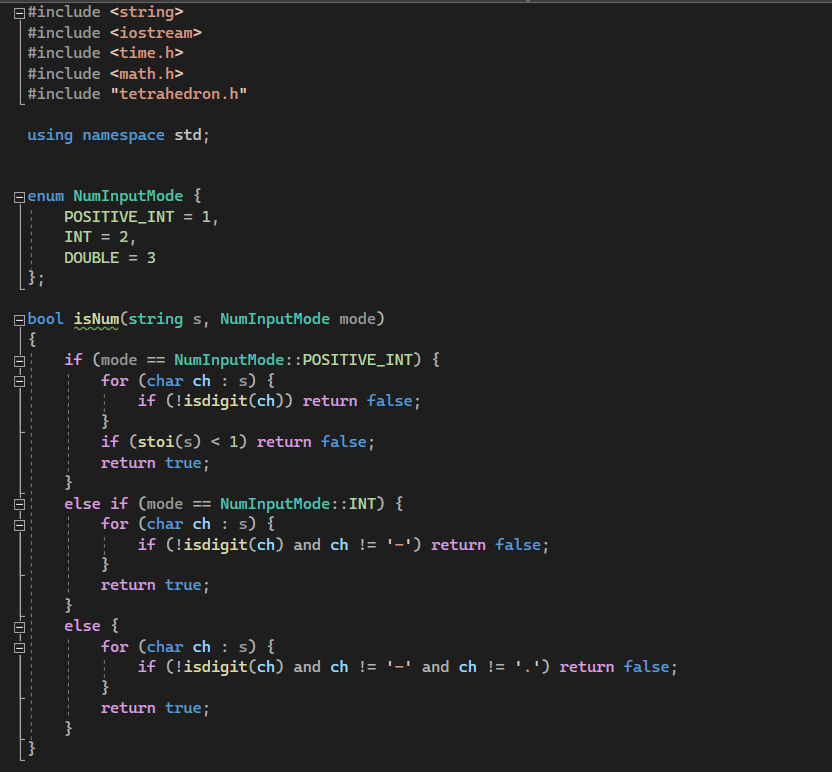 #include <string>
#include <iostream>
#include <time.h>
#include <math.h>
#include "tetrahedron.h"

using namespace std;


enum NumInputMode {
    POSITIVE_INT = 1,
    INT = 2,
    DOUBLE = 3
};

bool isNum(string s, NumInputMode mode)
{
    if (mode == NumInputMode::POSITIVE_INT) {
        for (char ch : s) {
            if (!isdigit(ch)) return false;
        }
        if (stoi(s) < 1) return false;
        return true;
    }
    else if (mode == NumInputMode::INT) {
        for (char ch : s) {
            if (!isdigit(ch) and ch != '-') return false;
        }
        return true;
    }
    else {
        for (char ch : s) {
            if (!isdigit(ch) and ch != '-' and ch != '.') return false;
        }
        return true;
    }
}